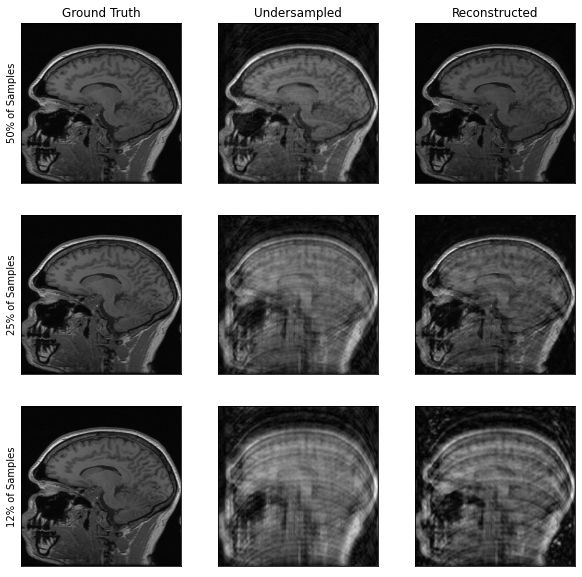 Ground Truth
Undersampled
Reconstructed
50% of Samples
25% of Samples
12% of Samples